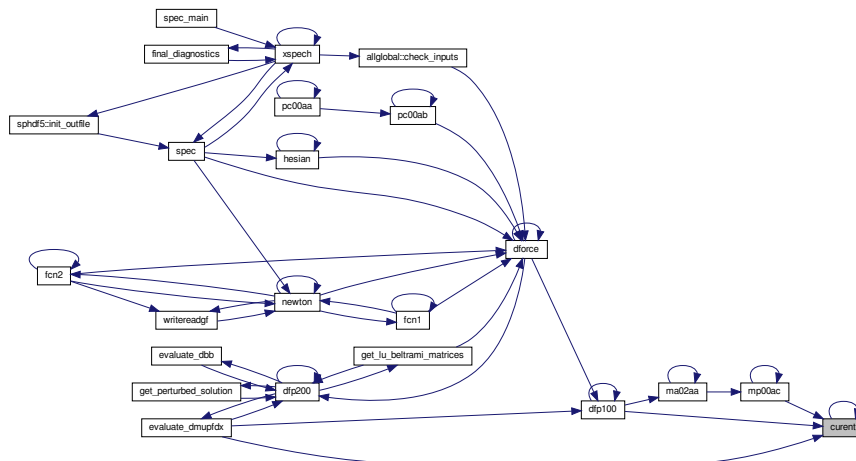 spec_main
final_diagnostics
xspech
allglobal::check_inputs
pc00aa
pc00ab
sphdf5::init_outfile
spec
hesian
dforce
fcn2
newton
writereadgf
fcn1
evaluate_dbb
get_lu_beltrami_matrices
get_perturbed_solution
dfp200
ma02aa
mp00ac
dfp100
evaluate_dmupfdx
curent